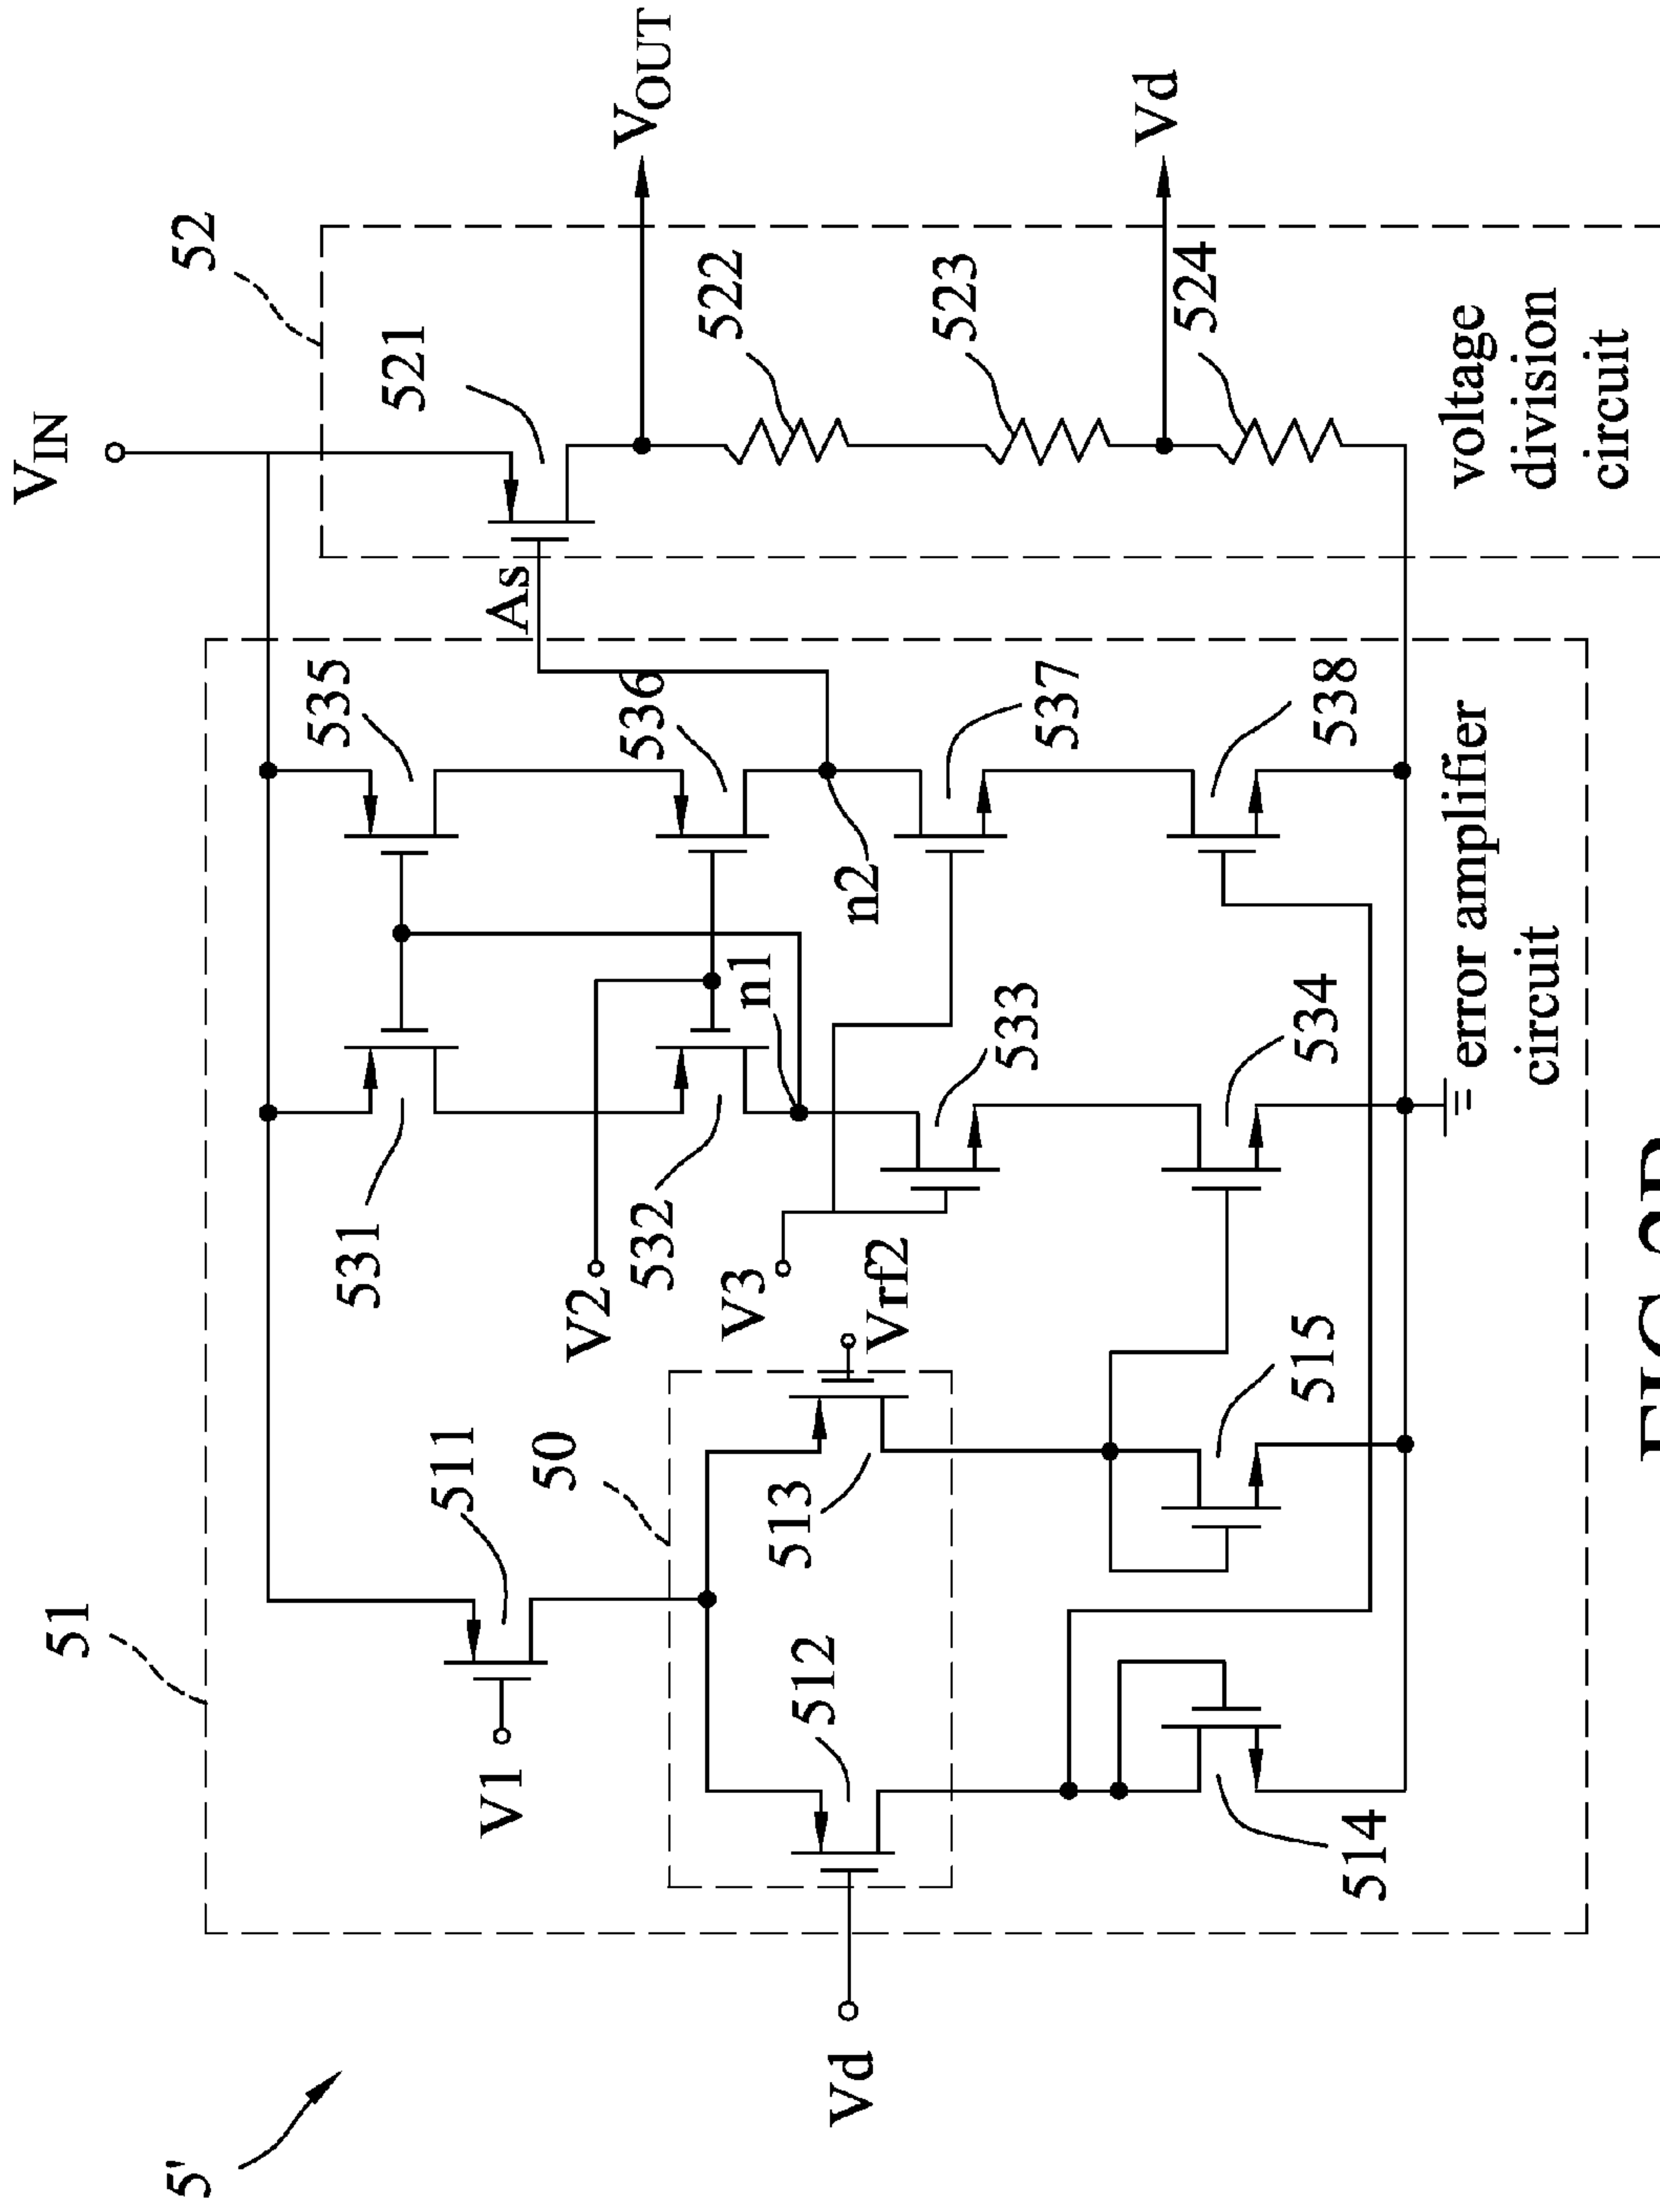 5'
51
52
V_IN
V1
511
531
535
As
521
50
V2
532
536
V_OUT
512
513
V3
n1
n2
522
Vd
Vrf2
533
537
523
514
515
534
538
Vd
524
error amplifier
circuit
voltage
division
circuit
FIG.